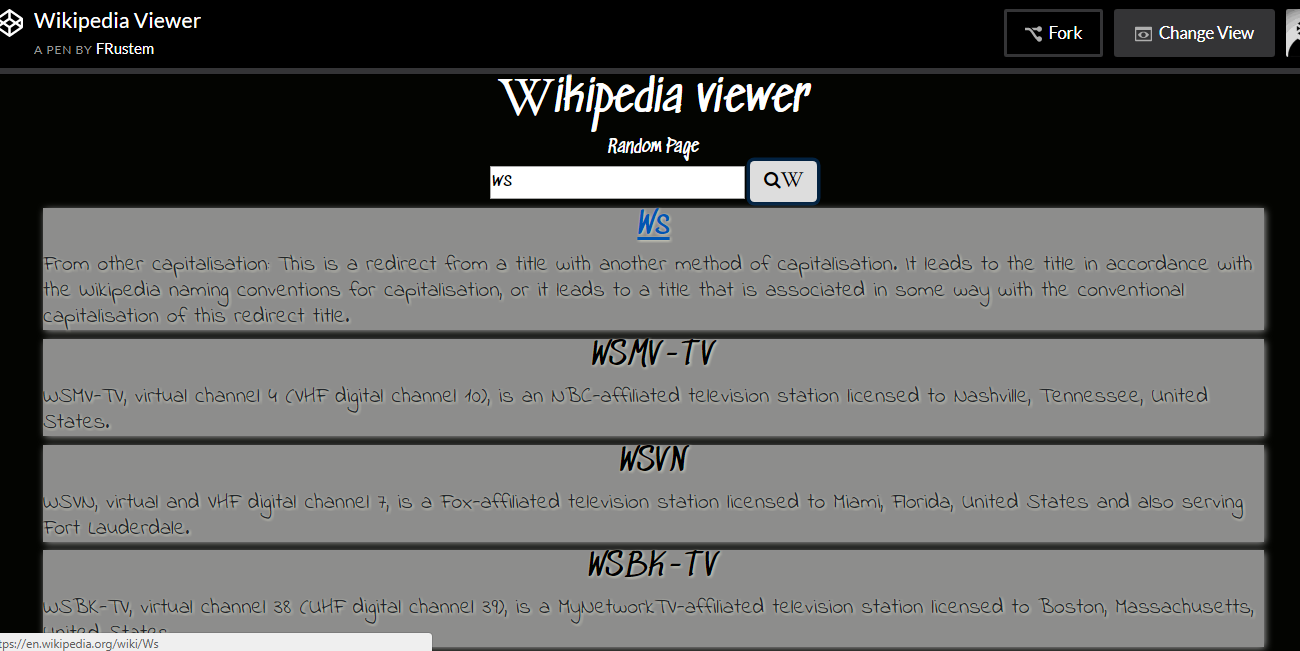 Wikipedia Viewer
A PEN BY FRustem
Fork
Change View
Wikipedia viewer
Random Page
ws
W
Ws
From other capitalisation: This is a redirect from a title with another method of capitalisation. It leads to the title in accordance with
the Wikipedia naming conventions for capitalisation, or it leads to a title that is associated in some way with the conventional
capitalisation of this redirect title.
WSMV-TV
WSMV-TV, virtual channel 4 (VHF digital channel 10), is an NBC-affiliated television station licensed to Nashville, Tennessee, United
States.
WSVN
WSVN, virtual and VHF digital channel 7, is a Fox-affiliated television station licensed to Miami, Florida, United States and also serving
Fort Lauderdale.
WSBK-TV
WSBK-TV, virtual channel 38 (UHF digital channel 39), is a MyNetworkTV-affiliated television station licensed to Boston, Massachusetts,
United States
tps://en.wikipedia.org/wiki/Ws